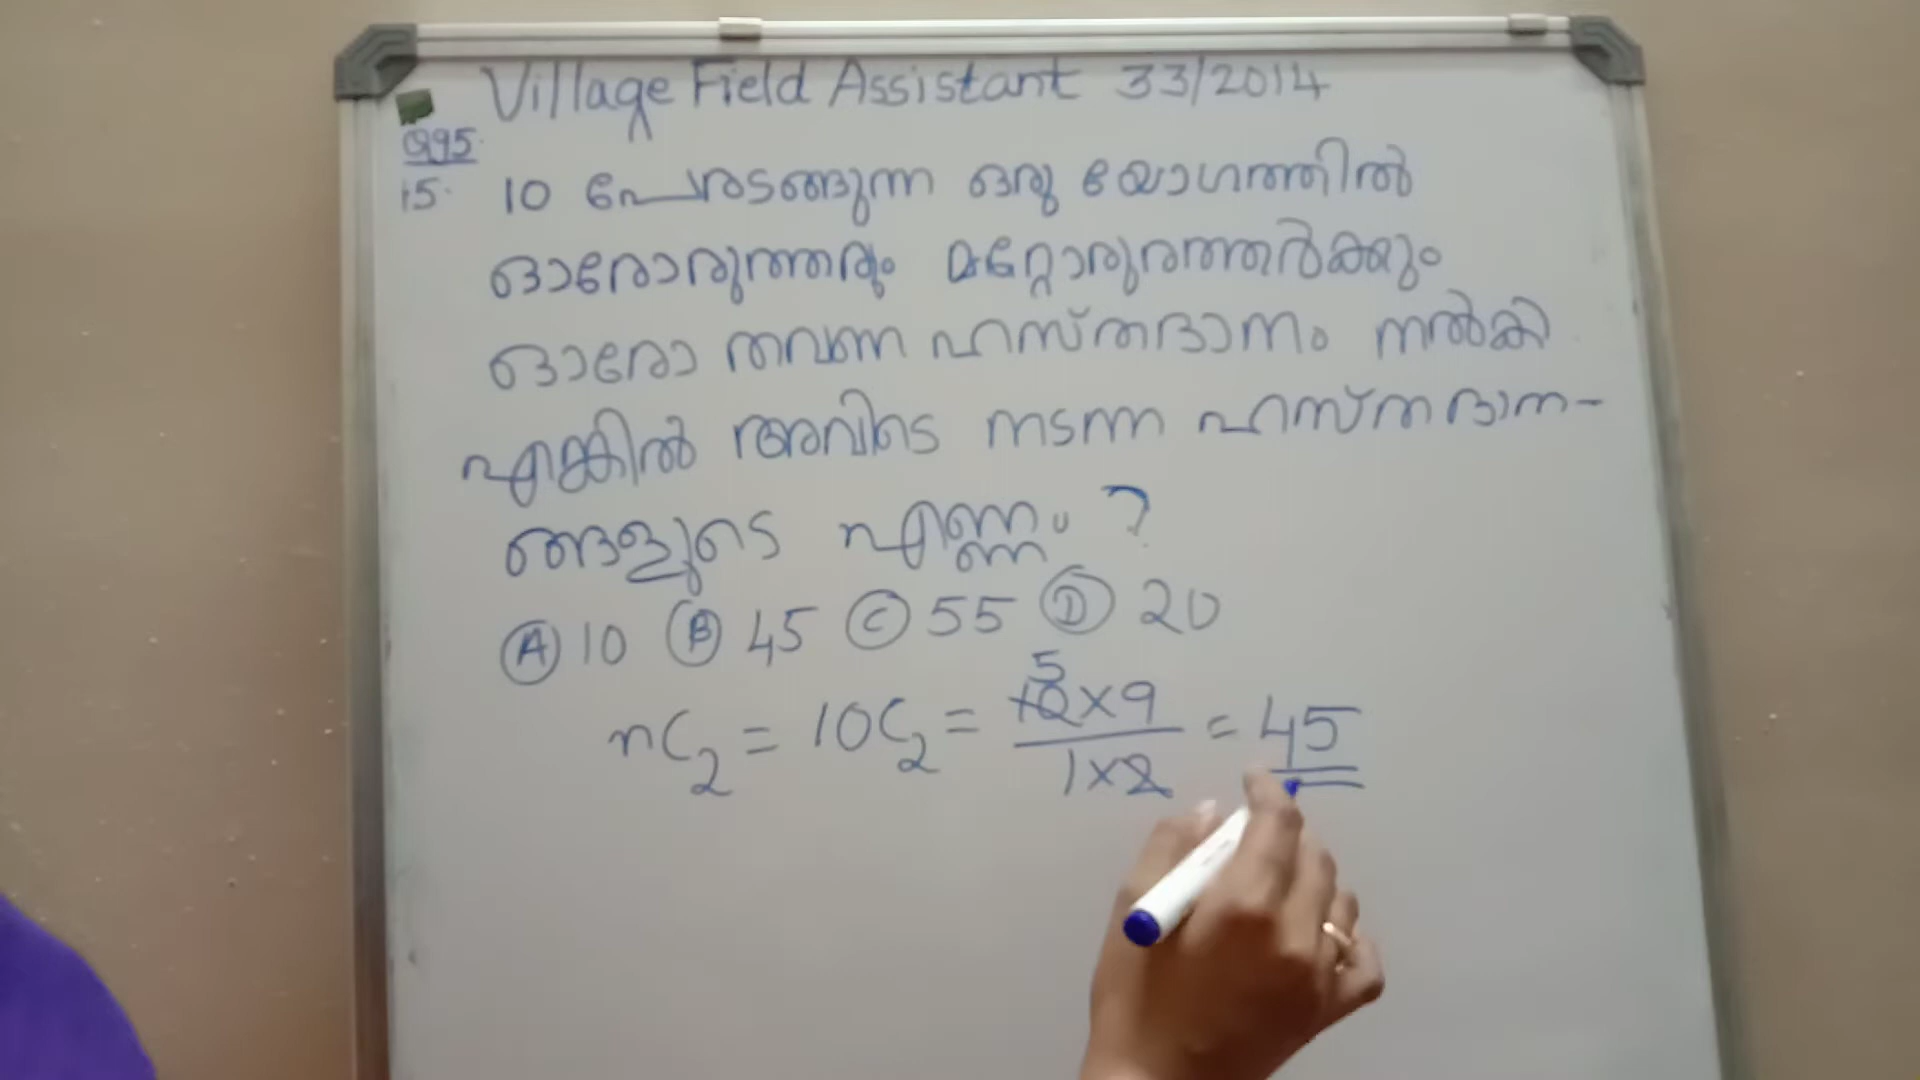 Village Field Assistant 33/2014
Q95
15. 10 പേരടങ്ങുന്ന ഒരു യോഗത്തിൽ
ഓരോരുത്തരും മറ്റോരുരത്തർക്കും
ഓരോ തവണ ഹസ്തദാനം നൽകി
എങ്കിൽ അവിടെ നടന്ന ഹസ്തദാന-
ങ്ങളുടെ എണ്ണം ?
Ⓐ 10 Ⓑ 45 Ⓒ 55 Ⓓ 20
5
nC₂ = 10C₂ = 10×9 / 1×2 = 45